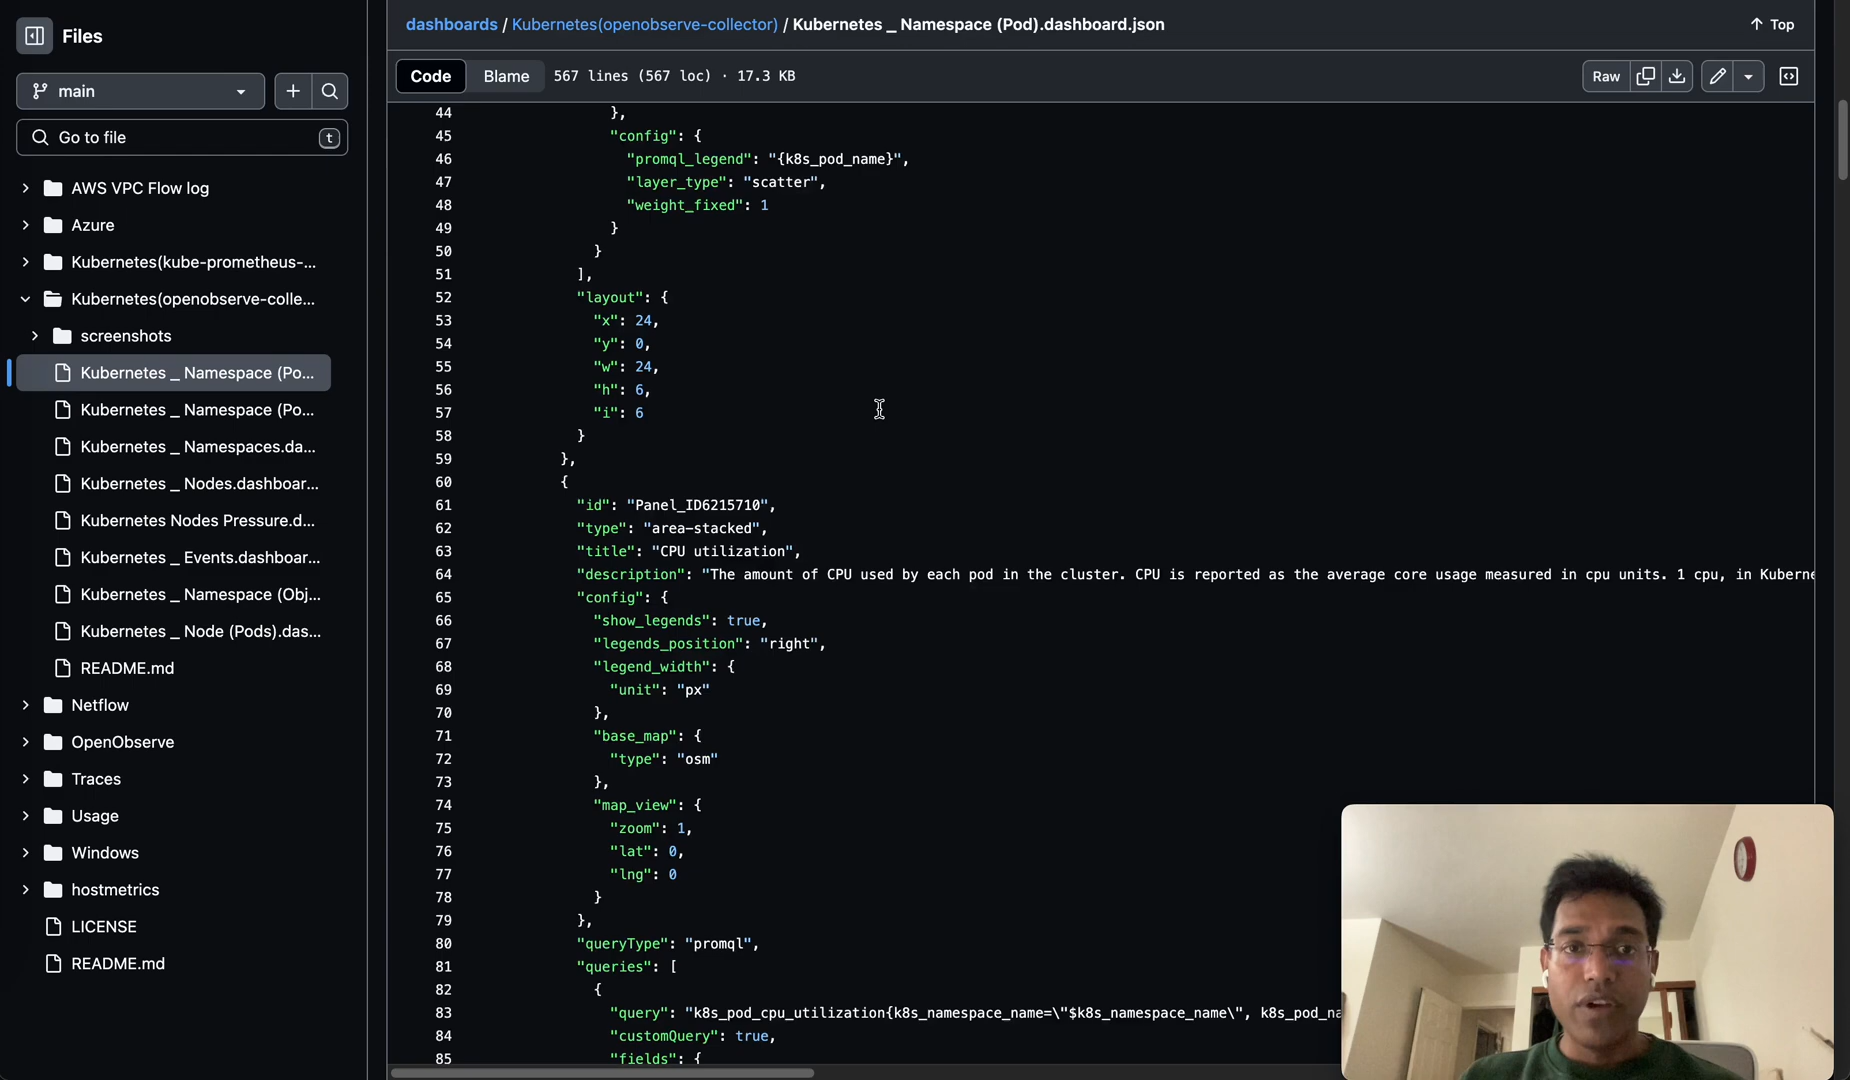 Files
main
Go to file
t
AWS VPC Flow log
Azure
Kubernetes(kube-prometheus-...
Kubernetes(openobserve-colle...
screenshots
Kubernetes _ Namespace (Po...
Kubernetes _ Namespace (Po...
Kubernetes _ Namespaces.da...
Kubernetes _ Nodes.dashboar...
Kubernetes Nodes Pressure.d...
Kubernetes _ Events.dashboar...
Kubernetes _ Namespace (Obj...
Kubernetes _ Node (Pods).das...
README.md
Netflow
OpenObserve
Traces
Usage
Windows
hostmetrics
LICENSE
README.md
dashboards / Kubernetes(openobserve-collector) / Kubernetes _ Namespace (Pod).dashboard.json
Top
Code Blame 567 lines (567 loc) · 17.3 KB
Raw
44 },
45 "config": {
46 "promql_legend": "{k8s_pod_name}",
47 "layer_type": "scatter",
48 "weight_fixed": 1
49 }
50 }
51 ],
52 "layout": {
53 "x": 24,
54 "y": 0,
55 "w": 24,
56 "h": 6,
57 "i": 6
58 }
59 },
60 {
61 "id": "Panel_ID6215710",
62 "type": "area-stacked",
63 "title": "CPU utilization",
64 "description": "The amount of CPU used by each pod in the cluster. CPU is reported as the average core usage measured in cpu units. 1 cpu, in Kuberne
65 "config": {
66 "show_legends": true,
67 "legends_position": "right",
68 "legend_width": {
69 "unit": "px"
70 },
71 "base_map": {
72 "type": "osm"
73 },
74 "map_view": {
75 "zoom": 1,
76 "lat": 0,
77 "lng": 0
78 }
79 },
80 "queryType": "promql",
81 "queries": [
82 {
83 "query": "k8s_pod_cpu_utilization{k8s_namespace_name=\"$k8s_namespace_name\", k8s_pod_na
84 "customQuery": true,
85 "fields": {